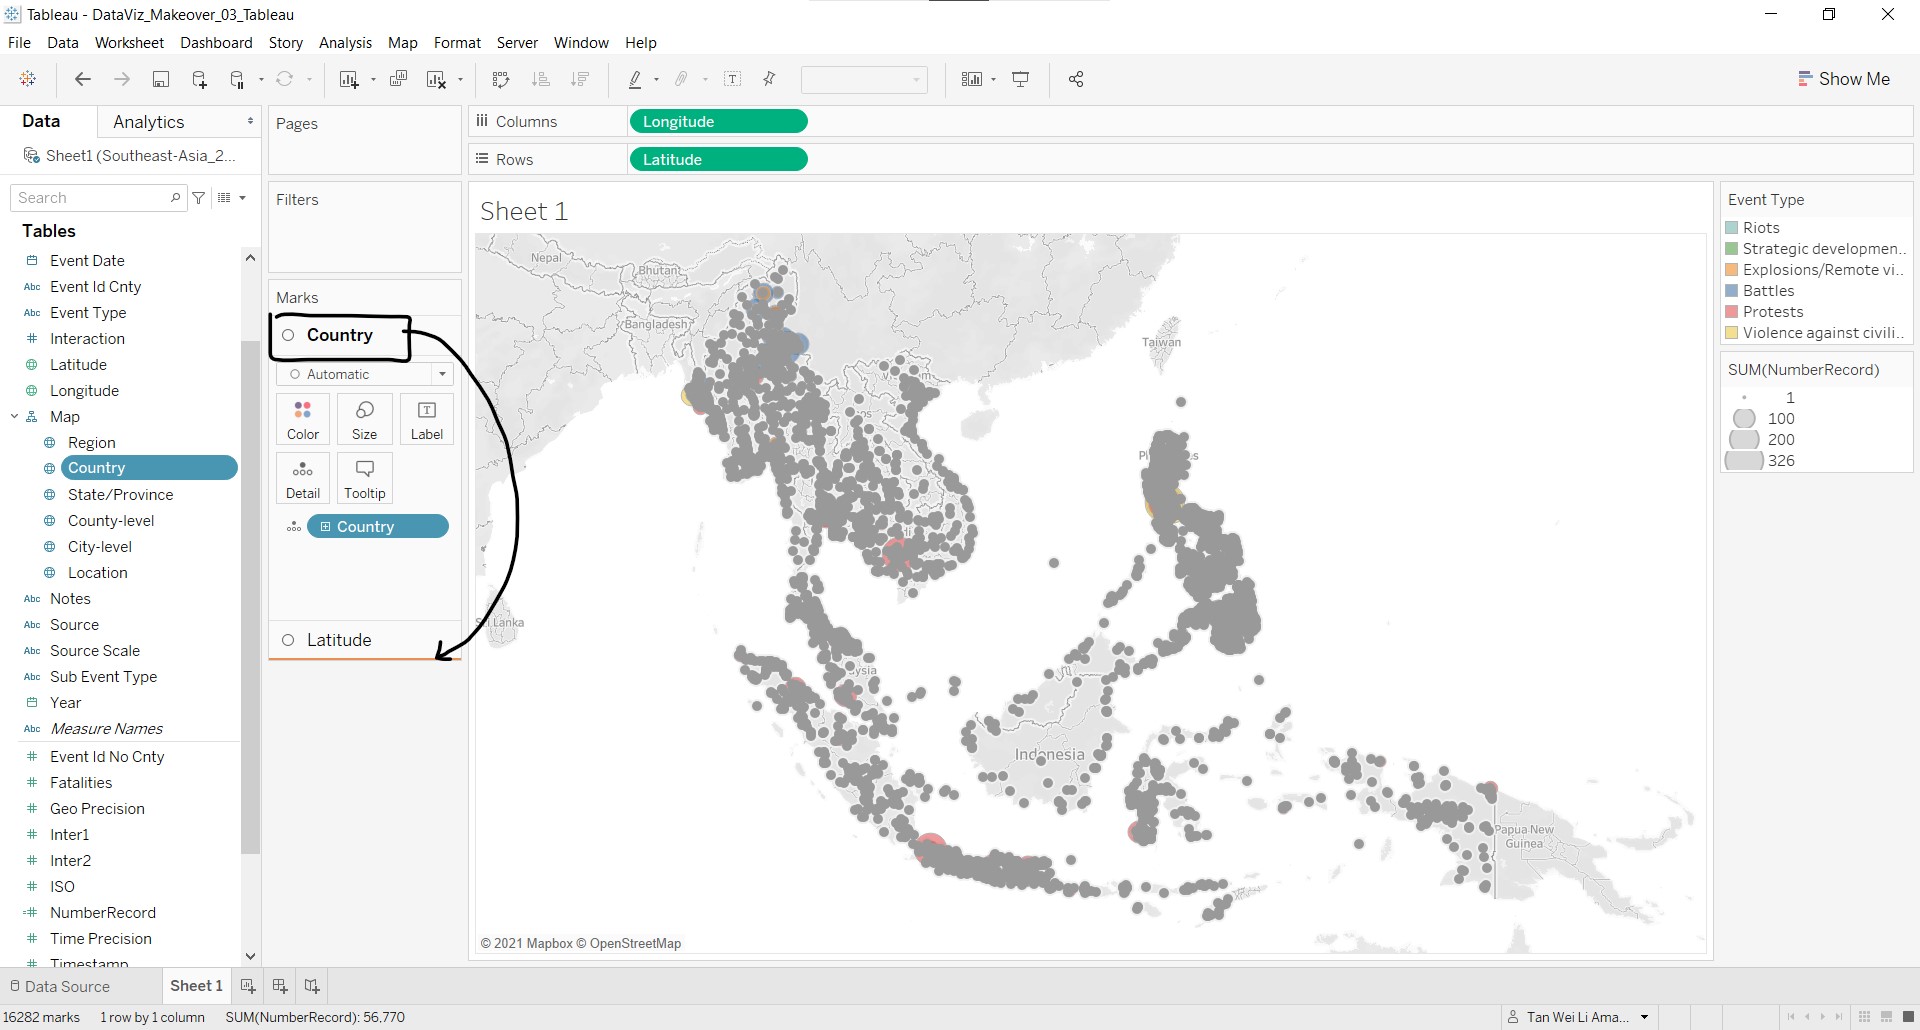 Tableau - DataViz_Makeover_03_Tableau
File Data Worksheet Dashboard Story Analysis Map Format Server Window Help
Show Me
Data
Analytics
Sheet1 (Southeast-Asia_2...
Search
Tables
Event Date
Abc Event Id Cnty
Abc Event Type
# Interaction
Latitude
Longitude
Map
Region
Country
State/Province
County-level
City-level
Location
Abc Notes
Abc Source
Abc Source Scale
Abc Sub Event Type
Year
Abc Measure Names
# Event Id No Cnty
# Fatalities
# Geo Precision
# Inter1
# Inter2
# ISO
=# NumberRecord
# Time Precision
# Timestamp
Pages
Filters
Marks
Country
Automatic
Color
Size
T
Label
Detail
Tooltip
Country
Latitude
Columns
Longitude
Rows
Latitude
Sheet 1
Nepal
Bhutan
Bangladesh
Taiwan
Sri Lanka
Indonesia
Papua New
Guinea
© 2021 Mapbox © OpenStreetMap
Event Type
Riots
Strategic developmen..
Explosions/Remote vi..
Battles
Protests
Violence against civili..
SUM(NumberRecord)
1
100
200
326
Data Source
Sheet 1
16282 marks
1 row by 1 column
SUM(NumberRecord): 56,770
Tan Wei Li Ama...